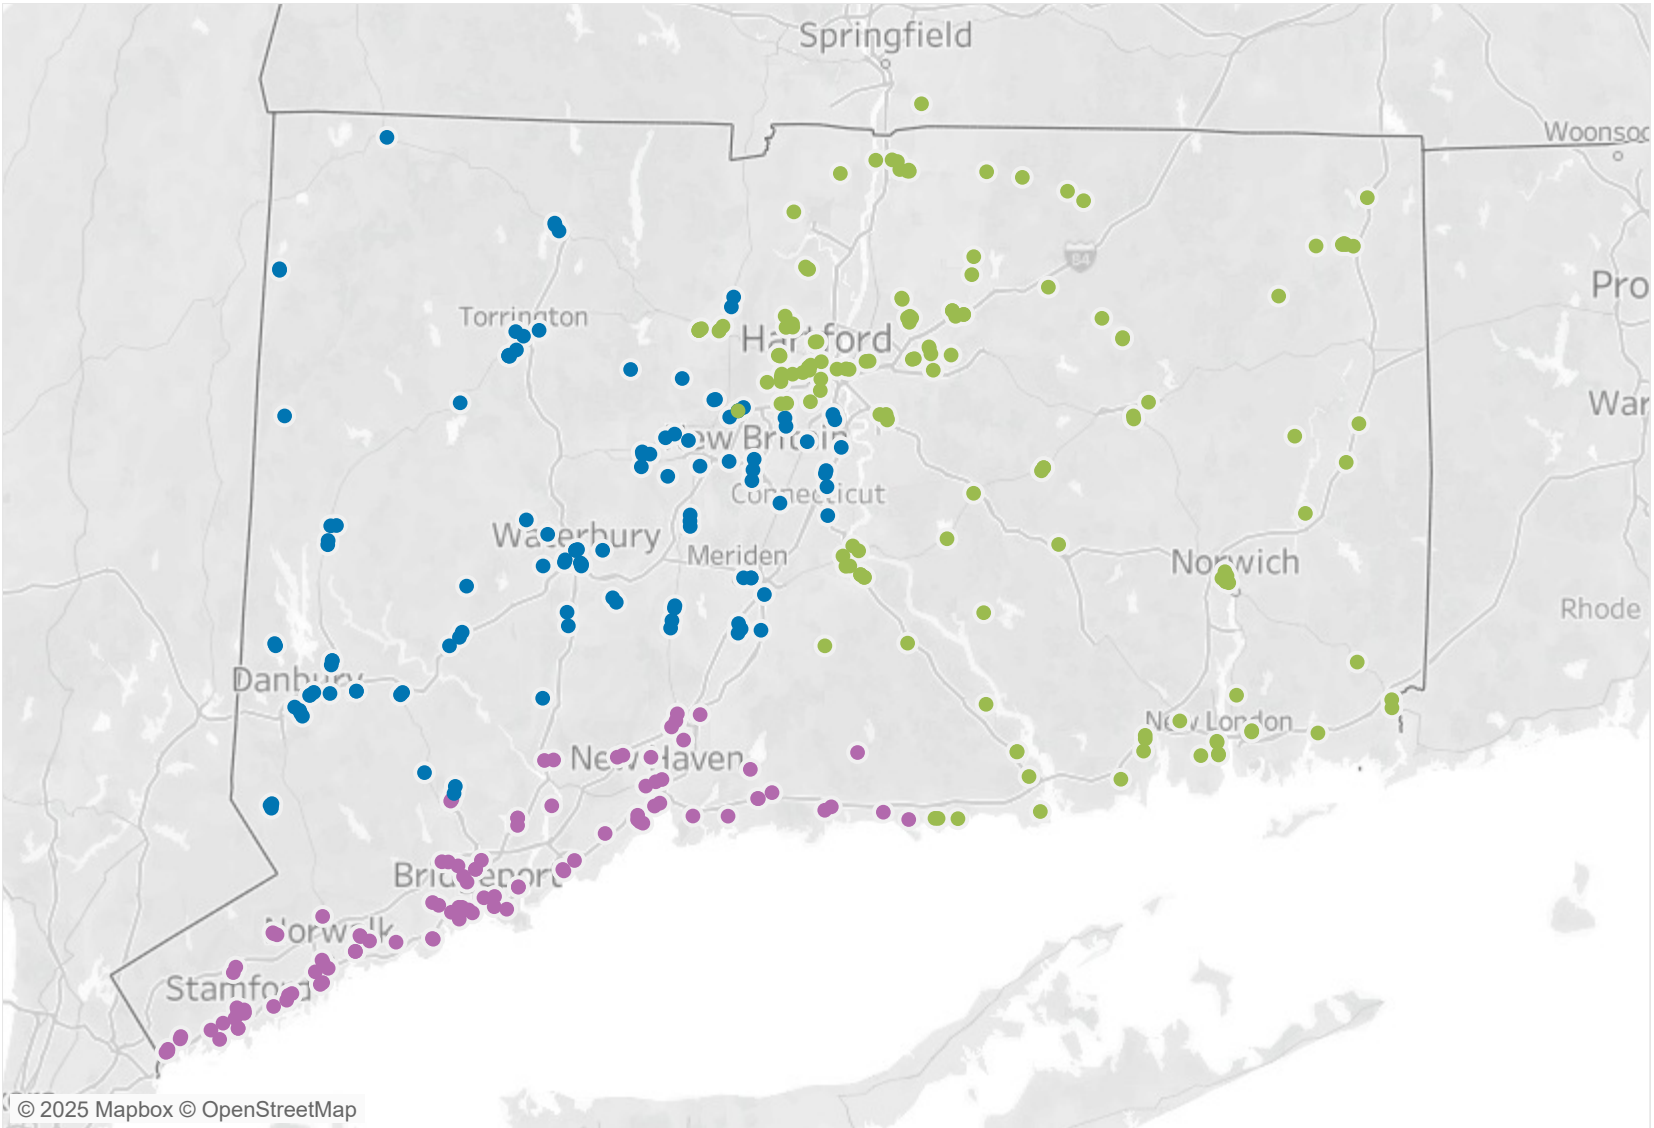 Springfield
Woonsoc
84
Pro
Torrington
Hartford
War
New Britain
Connecticut
Waterbury
Meriden
Norwich
Rhode
Danbury
New London
New Haven
Bridgeport
Norwalk
Stamford
© 2025 Mapbox © OpenStreetMap